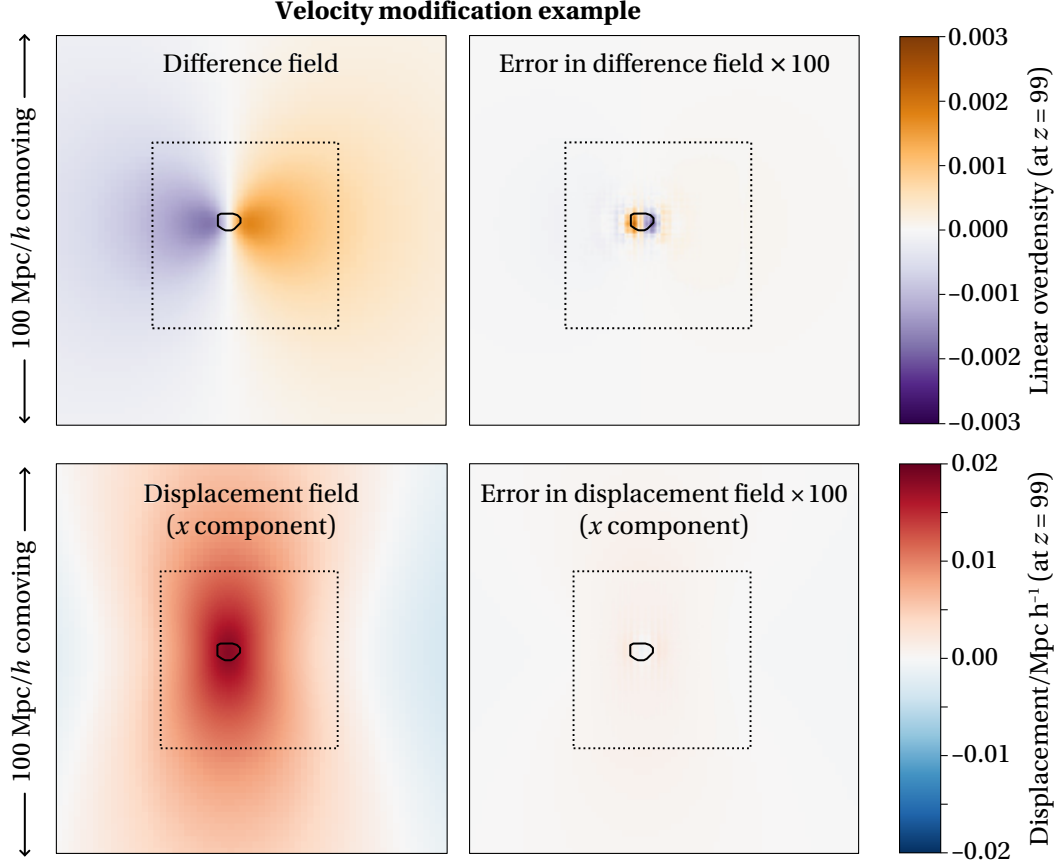 Velocity modification example
Difference field
Error in difference field × 100
100 Mpc/h comoving
0.003
0.002
0.001
0.000
−0.001
−0.002
−0.003
Linear overdensity (at z = 99)
Displacement field
(x component)
Error in displacement field × 100
(x component)
100 Mpc/h comoving
0.02
0.01
0.00
−0.01
−0.02
Displacement/Mpc h⁻¹ (at z = 99)